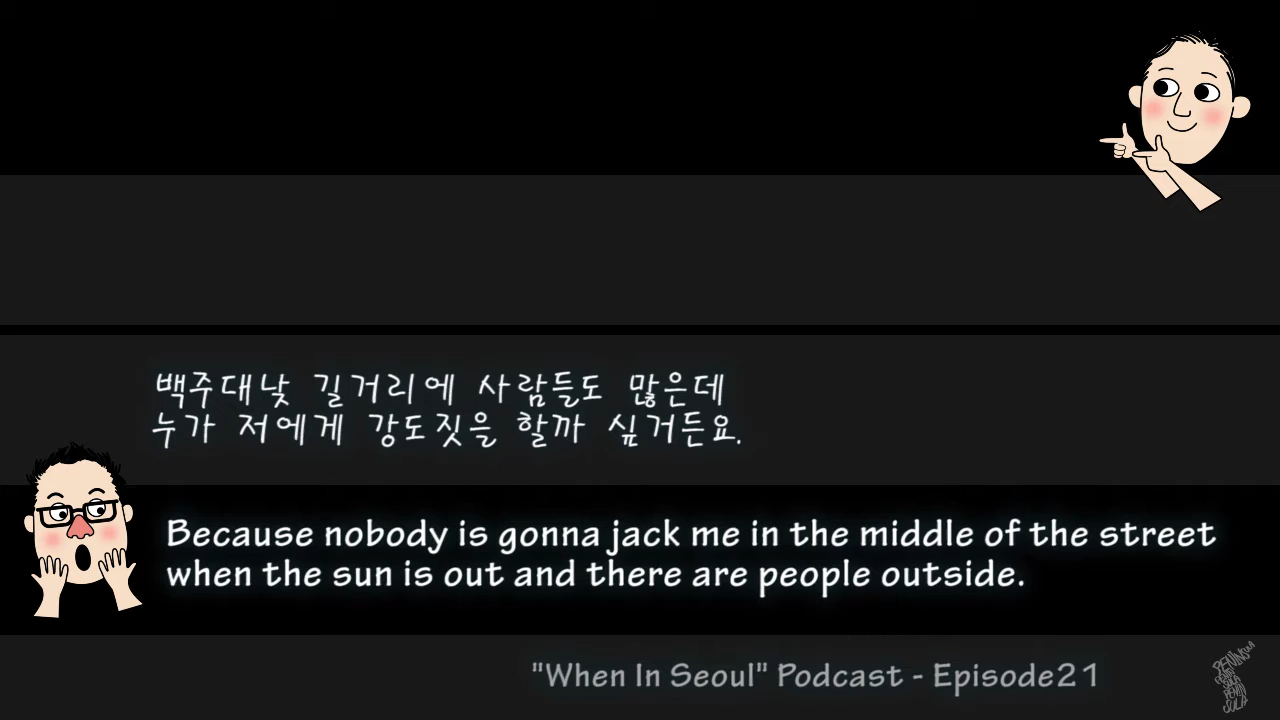 백주대낮 길거리에 사람들도 많은데
누가 저에게 강도짓을 할까 싶거든요.
Because nobody is gonna jack me in the middle of the street
when the sun is out and there are people outside.
"When In Seoul" Podcast - Episode21